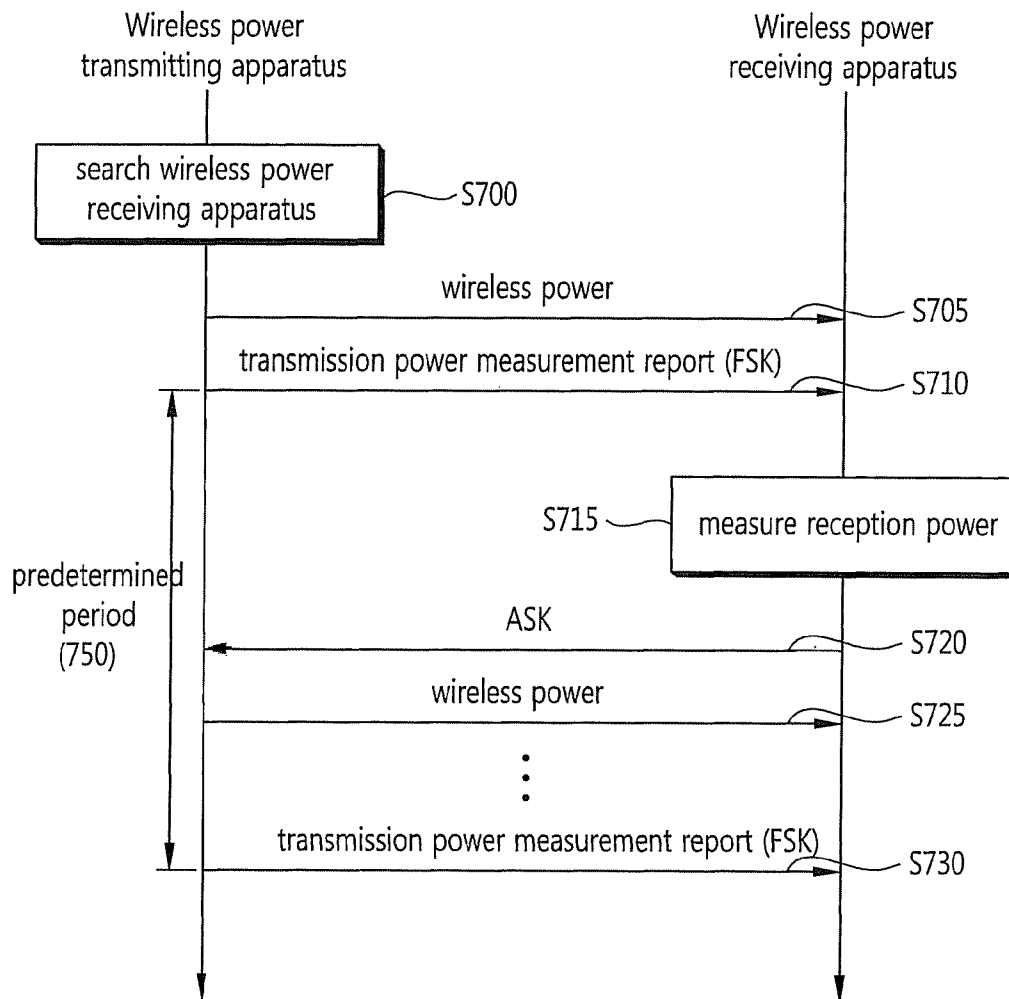 Wireless power
transmitting apparatus
Wireless power
receiving apparatus
search wireless power
receiving apparatus
S700
wireless power
S705
transmission power measurement report (FSK)
S710
S715
measure reception power
predetermined
period
(750)
ASK
S720
wireless power
S725
transmission power measurement report (FSK)
S730